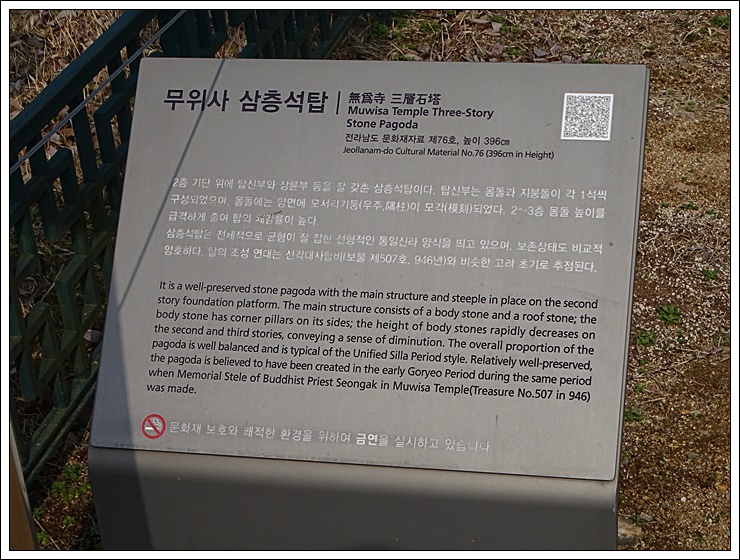 무위사 삼층석탑
無爲寺 三層石塔
Muwisa Temple Three-Story
Stone Pagoda
전라남도 문화재자료 제76호, 높이 396㎝
Jeollanam-do Cultural Material No.76 (396cm in Height)
2층 기단 위에 탑신부와 상륜부 등을 잘 갖춘 삼층석탑이다. 탑신부는 몸돌과 지붕돌이 각 1석씩
구성되었으며, 몸돌에는 양면에 모서리기둥(우주,隅柱)이 모각(模刻)되었다. 2~3층 몸돌 높이를
급격하게 줄여 탑의 체감률이 높다.
삼층석탑은 전체적으로 균형이 잘 잡힌 전형적인 통일신라 양식을 띄고 있으며, 보존상태도 비교적
양호하다. 탑의 조성 연대는 선각대사탑비(보물 제507호, 946년)와 비슷한 고려 초기로 추정된다.
It is a well-preserved stone pagoda with the main structure and steeple in place on the second
story foundation platform. The main structure consists of a body stone and a roof stone; the
body stone has corner pillars on its sides; the height of body stones rapidly decreases on
the second and third stories, conveying a sense of diminution. The overall proportion of the
pagoda is well balanced and is typical of the Unified Silla Period style. Relatively well-preserved,
the pagoda is believed to have been created in the early Goryeo Period during the same period
when Memorial Stele of Buddhist Priest Seongak in Muwisa Temple(Treasure No.507 in 946)
was made.
문화재 보호와 쾌적한 환경을 위하여 금연을 실시하고 있습니다.